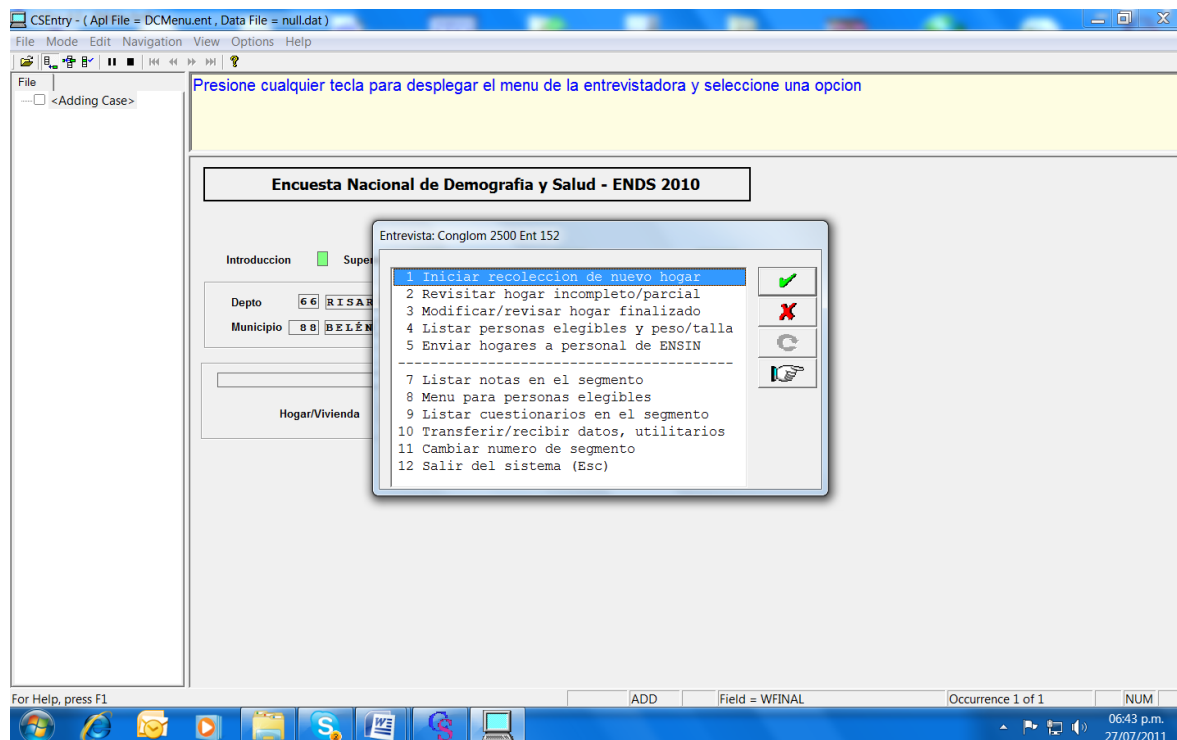 CSEntry - ( Apl File = DCMenu.ent , Data File = null.dat )
File Mode Edit Navigation View Options Help
File
<Adding Case>
Presione cualquier tecla para desplegar el menu de la entrevistadora y seleccione una opcion
Encuesta Nacional de Demografia y Salud - ENDS 2010
Entrevista: Conglom 2500 Ent 152
Introduccion
Depto 66
Municipio 88
Hogar/Vivienda
1 Iniciar recoleccion de nuevo hogar
2 Revisitar hogar incompleto/parcial
3 Modificar/revisar hogar finalizado
4 Listar personas elegibles y peso/talla
5 Enviar hogares a personal de ENSIN
-----------------------------------------
7 Listar notas en el segmento
8 Menu para personas elegibles
9 Listar cuestionarios en el segmento
10 Transferir/recibir datos, utilitarios
11 Cambiar numero de segmento
12 Salir del sistema (Esc)
For Help, press F1 ADD Field = WFINAL Occurrence 1 of 1 NUM
06:43 p.m.
27/07/2011